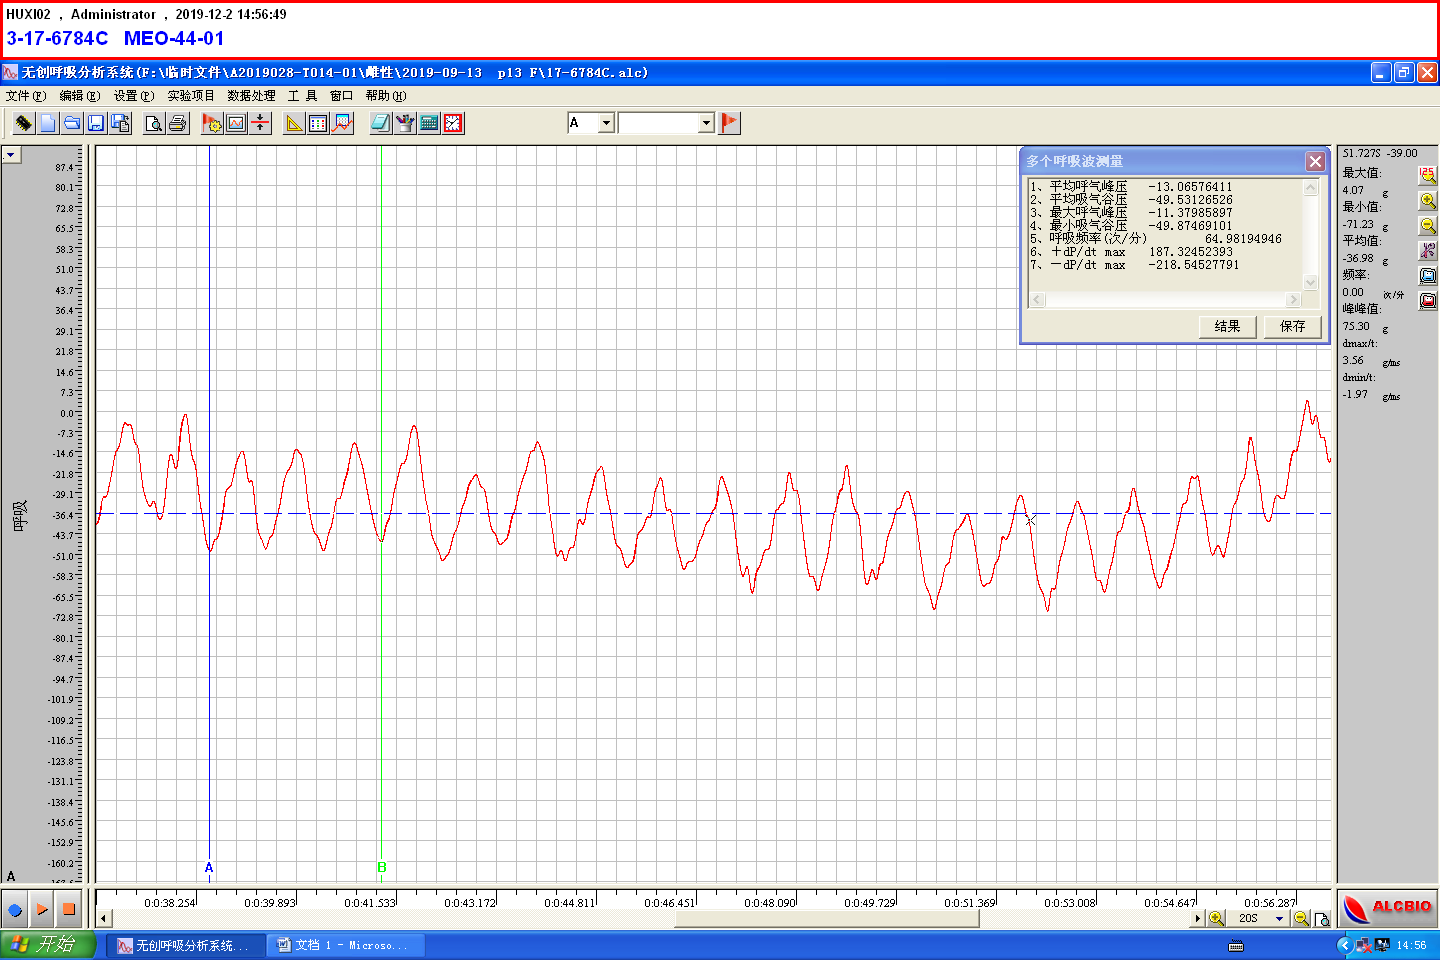 HUXI02 , Administrator , 2019-12-2 14:56:49
3-17-6784C MEO-44-01
无创呼吸分析系统(F:\临时文件\A2019028-T014-01\雌性\2019-09-13 p13 F\17-6784C.alc)
文件(F) 编辑(E) 设置(P) 实验项目 数据处理 工 具 窗口 帮助(H)
A
87.4
80.1
72.8
65.5
58.3
51.0
43.7
36.4
29.1
21.8
14.6
7.3
0.0
-7.3
-14.6
-21.8
-29.1
-36.4
-43.7
-51.0
-58.3
-65.5
-72.8
-80.1
-87.4
-94.7
-101.9
-109.2
-116.5
-123.8
-131.1
-138.4
-145.6
-152.9
-160.2
呼吸
A
A
B
多个呼吸波测量
1、平均呼气峰压 -13.06576411
2、平均吸气谷压 -49.53126526
3、最大呼气峰压 -11.37985897
4、最小吸气谷压 -49.87469101
5、呼吸频率(次/分) 64.98194946
6、＋dP/dt max 187.32452393
7、－dP/dt max -218.54527791
结果 保存
51.727S -39.00
125
最大值:
4.07 g
最小值:
-71.23 g
平均值:
-36.98 g
频率:
0.00 次/分
峰峰值:
75.30 g
dmax/t:
3.56 g/ms
dmin/t:
-1.97 g/ms
0:0:38.254 0:0:39.893 0:0:41.533 0:0:43.172 0:0:44.811 0:0:46.451 0:0:48.090 0:0:49.729 0:0:51.369 0:0:53.008 0:0:54.647 0:0:56.287
20S
ALCBIO
开始 无创呼吸分析系统... 文档 1 - Microso... 14:56